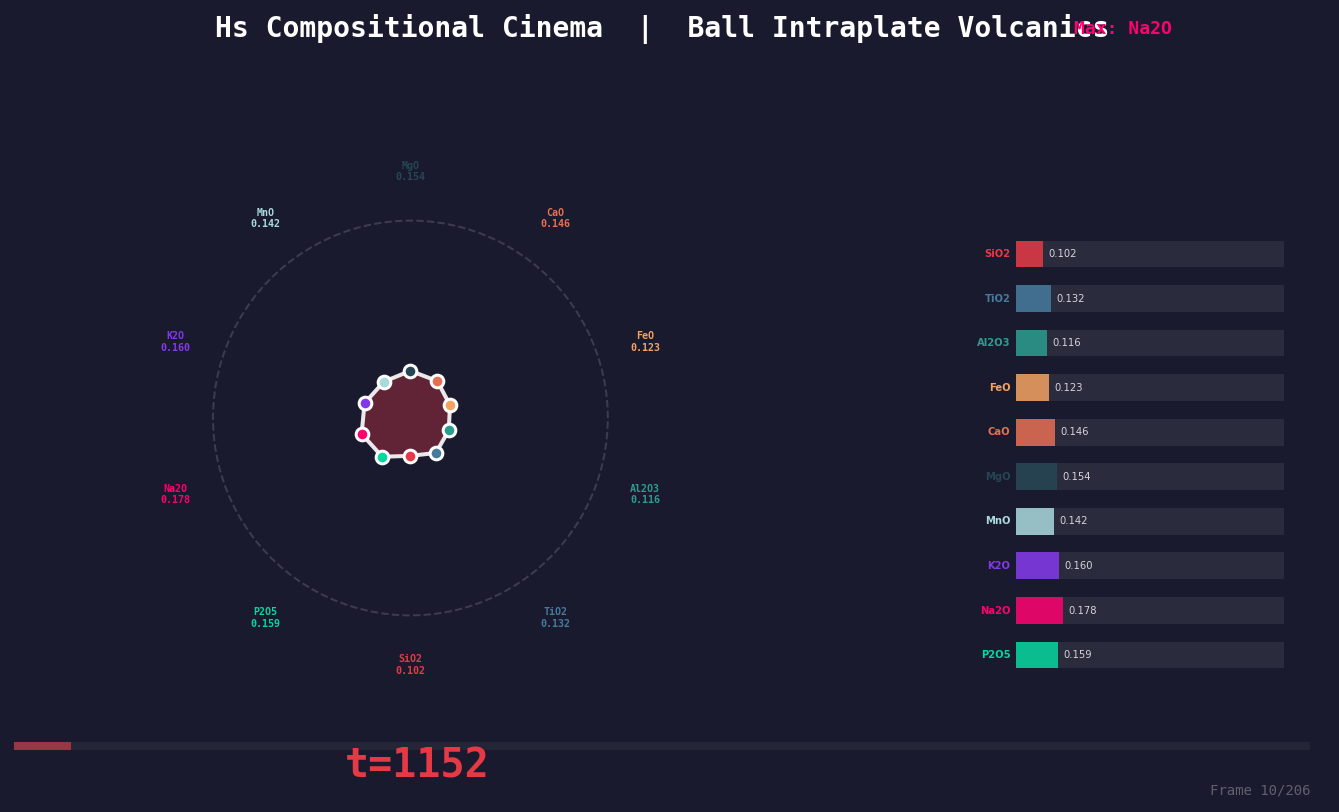 Hs Compositional Cinema | Ball Intraplate Volcanics
Max: Na2O
MgO
0.154
MnO
0.142
CaO
0.146
K2O
0.160
FeO
0.123
Na2O
0.178
Al2O3
0.116
P2O5
0.159
TiO2
0.132
SiO2
0.102
SiO2 0.102
TiO2 0.132
Al2O3 0.116
FeO 0.123
CaO 0.146
MgO 0.154
MnO 0.142
K2O 0.160
Na2O 0.178
P2O5 0.159
t=1152
Frame 10/206